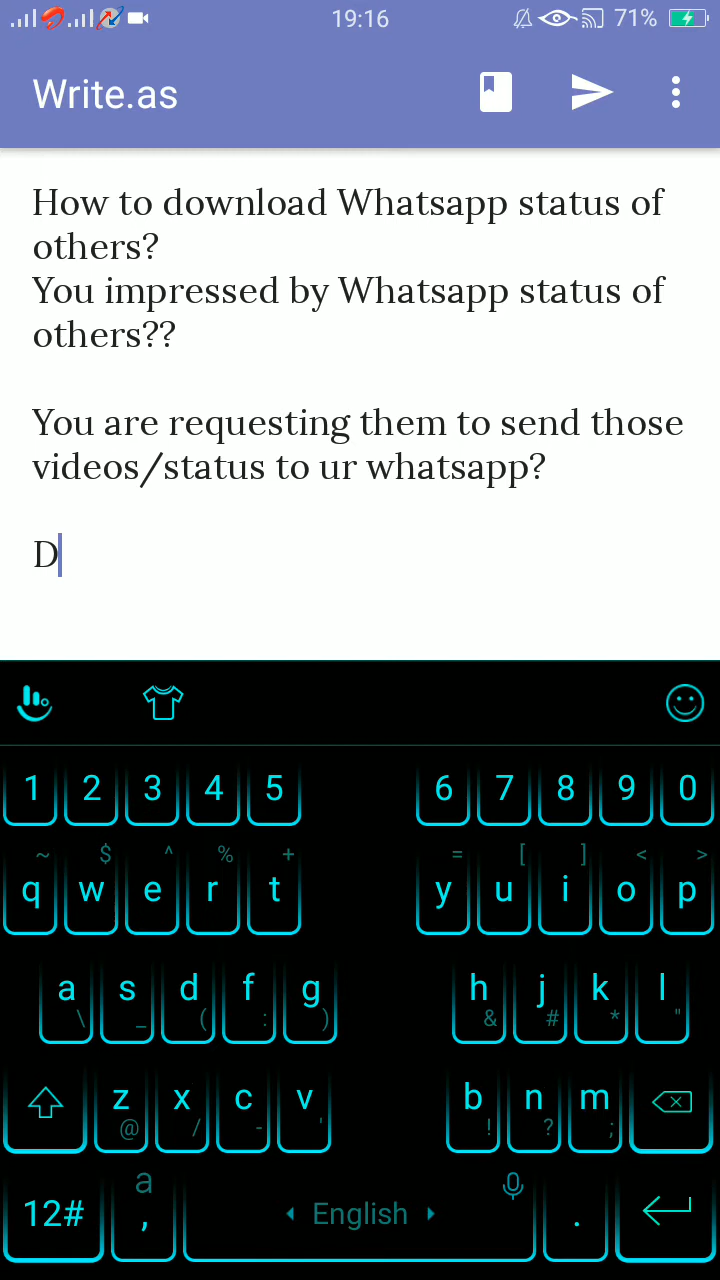 19:16 71%
Write.as
How to download Whatsapp status of
others?
You impressed by Whatsapp status of
others??
You are requesting them to send those
videos/status to ur whatsapp?
D
1 2 3 4 5 6 7 8 9 0
~ $ ^ % + = [ ] < >
q w e r t y u i o p
a s d f g h j k l
\ _ ( : ) & # * "
z x c v b n m
@ / - ' ! ? ;
a
12# , English .